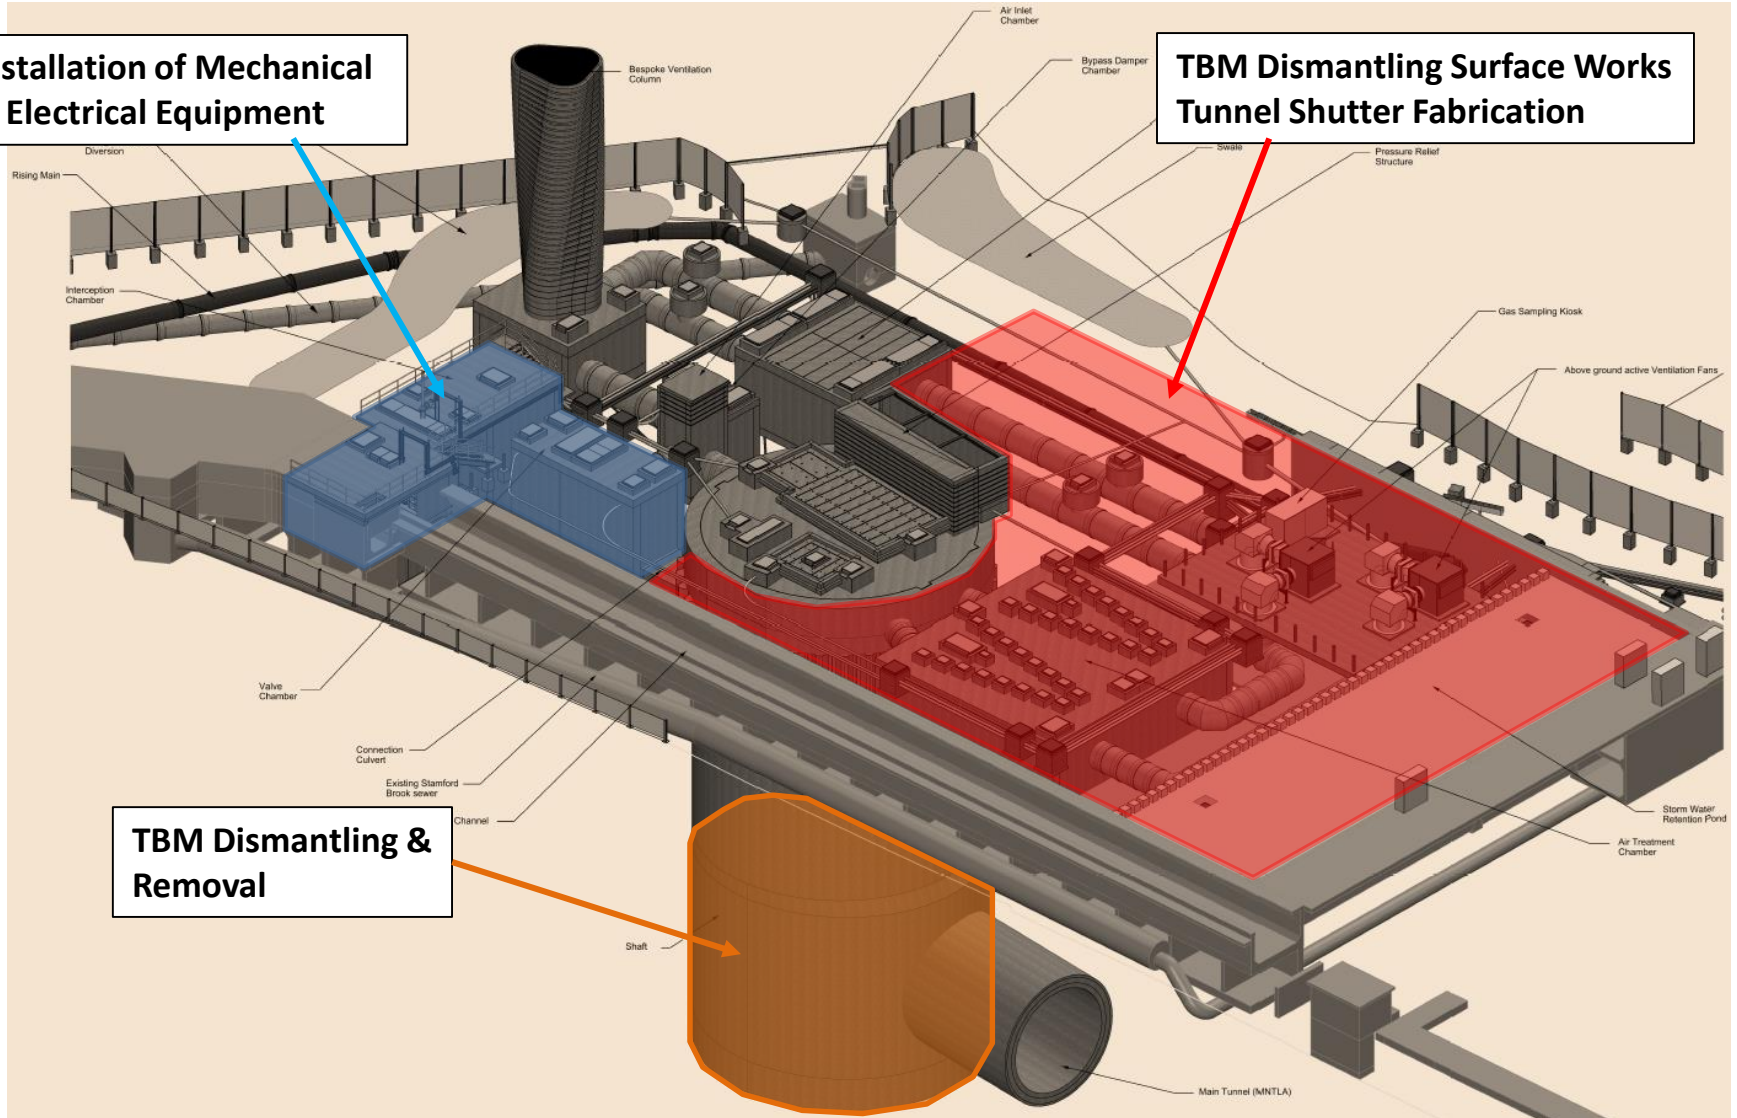 Air Inlet
Chamber
stallation of Mechanical
Electrical Equipment
Bespoke Ventilation
Column
Bypass Damper
Chamber
TBM Dismantling Surface Works
Tunnel Shutter Fabrication
Diversion
Swale
Pressure Relief
Structure
Rising Main
Interception
Chamber
Gas Sampling Kiosk
Above ground active Ventilation Fans
Valve
Chamber
Connection
Culvert
Existing Stamford
Brook sewer
Channel
Storm Water
Retention Pond
Air Treatment
Chamber
TBM Dismantling &
Removal
Shaft
Main Tunnel (MNTLA)